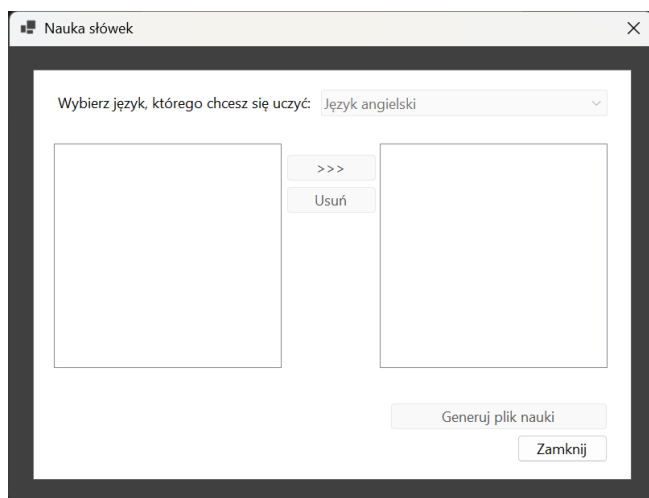 Nauka słówek
Wybierz język, którego chcesz się uczyć: Język angielski
>>>
Usuń
Generuj plik nauki
Zamknij